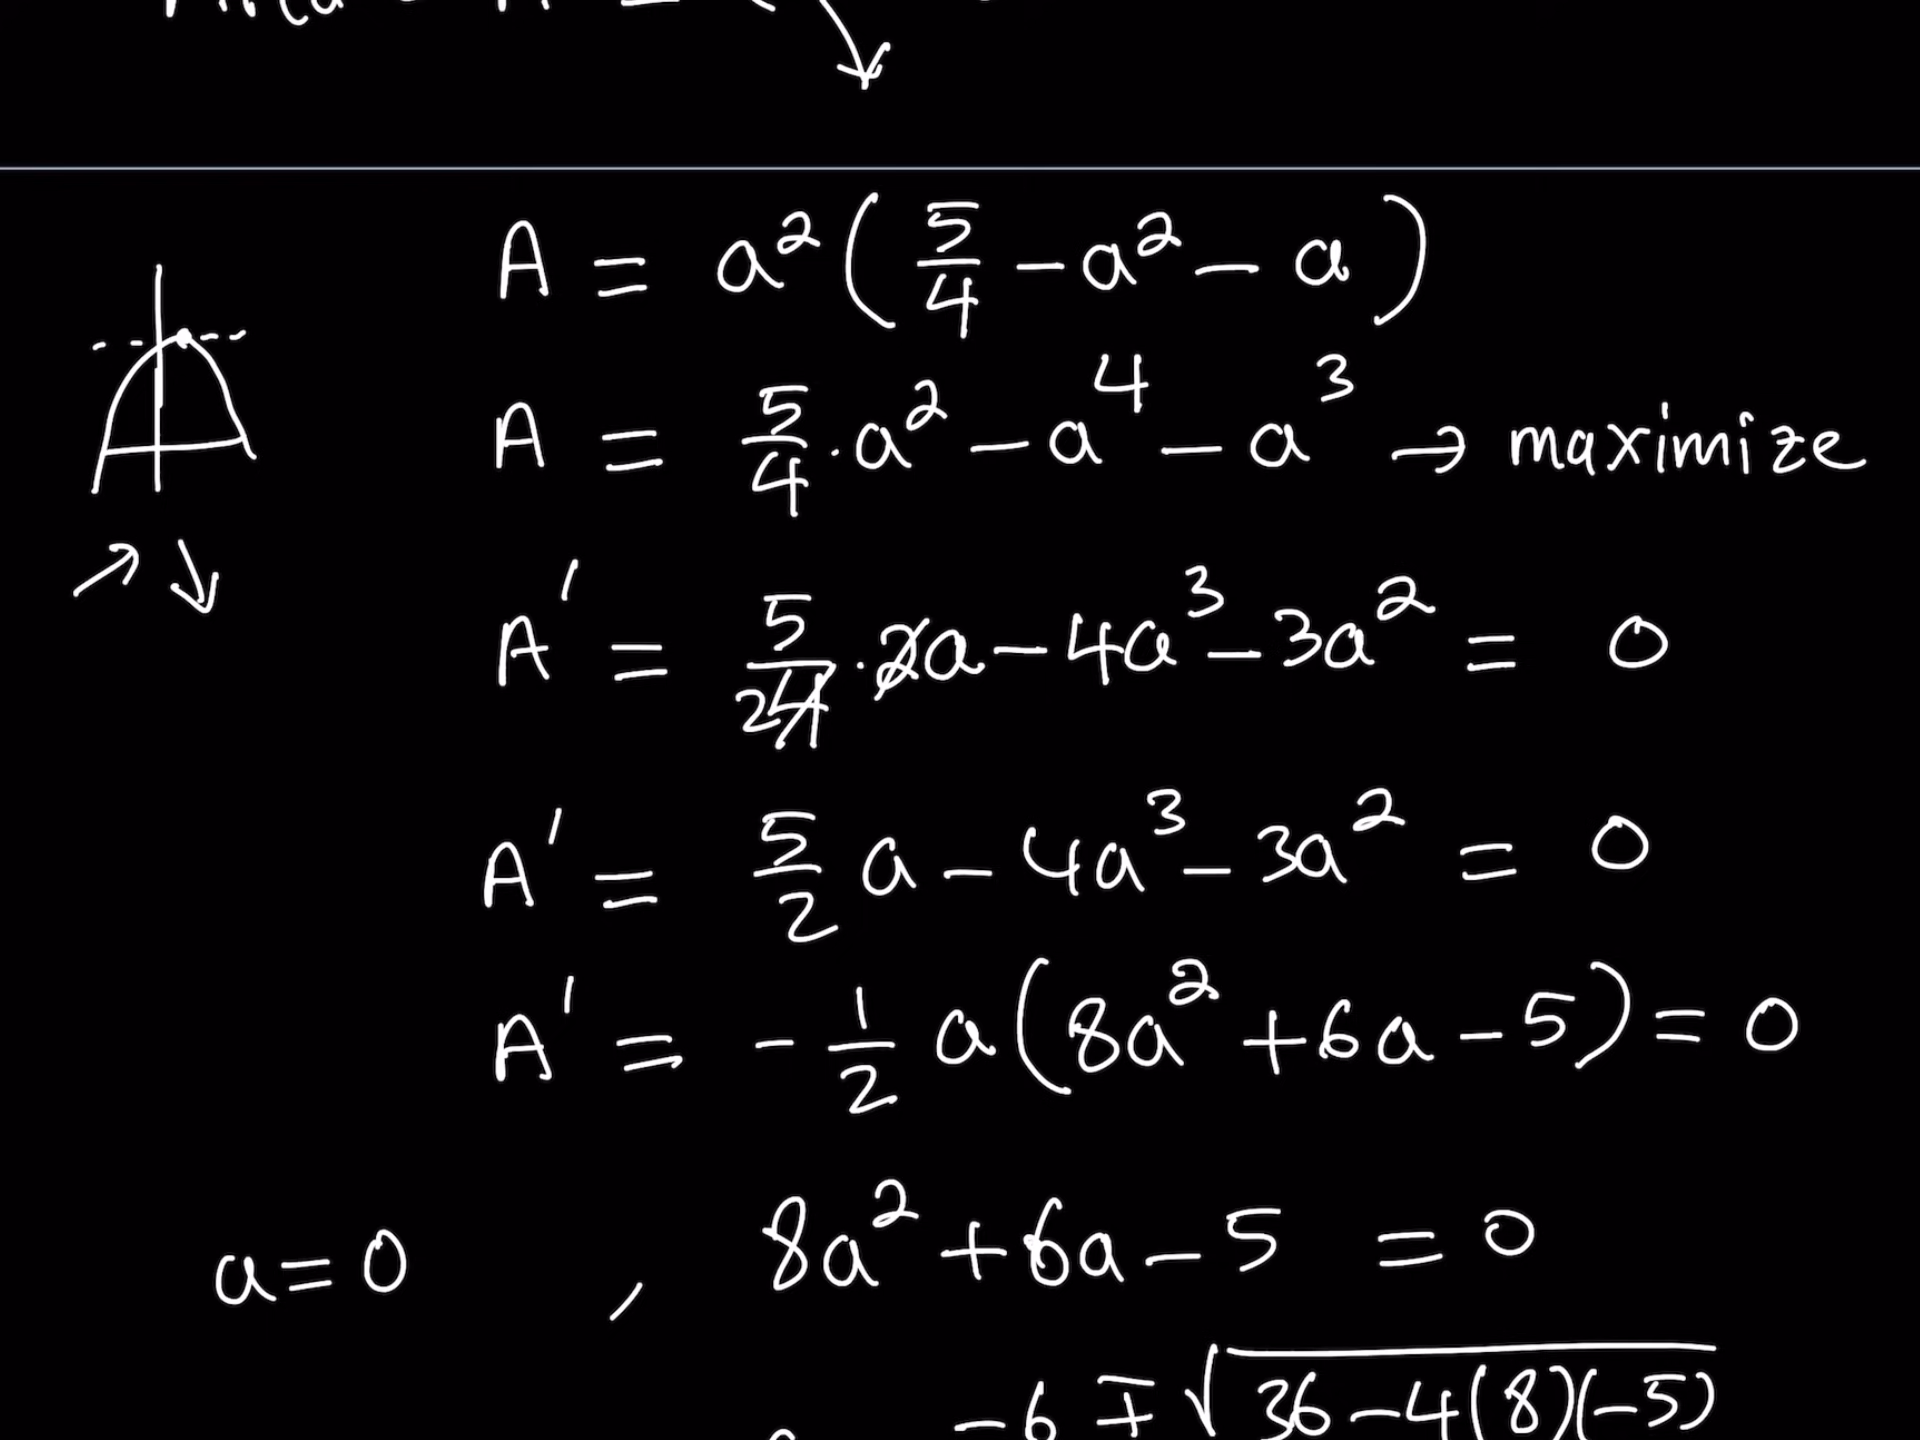 A = a² ( 5/4 - a² - a )
A = 5/4 · a² - a⁴ - a³ → maximize
A' = 5/24 · 2a - 4a³ - 3a² = 0
A' = 5/2 a - 4a³ - 3a² = 0
A' = - 1/2 a ( 8a² + 6a - 5 ) = 0
a = 0 , 8a² + 6a - 5 = 0
-6 ∓ √36 - 4(8)(-5)